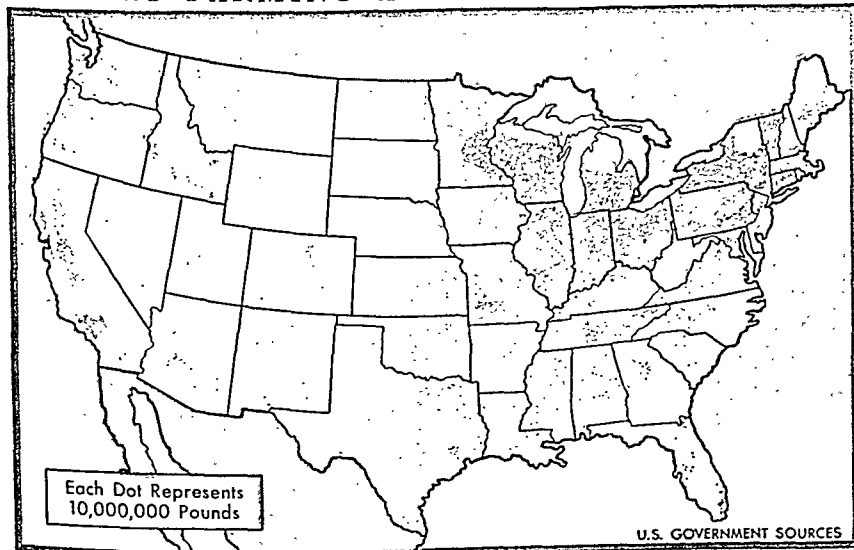 Each Dot Represents
10,000,000 Pounds
U.S. GOVERNMENT SOURCES